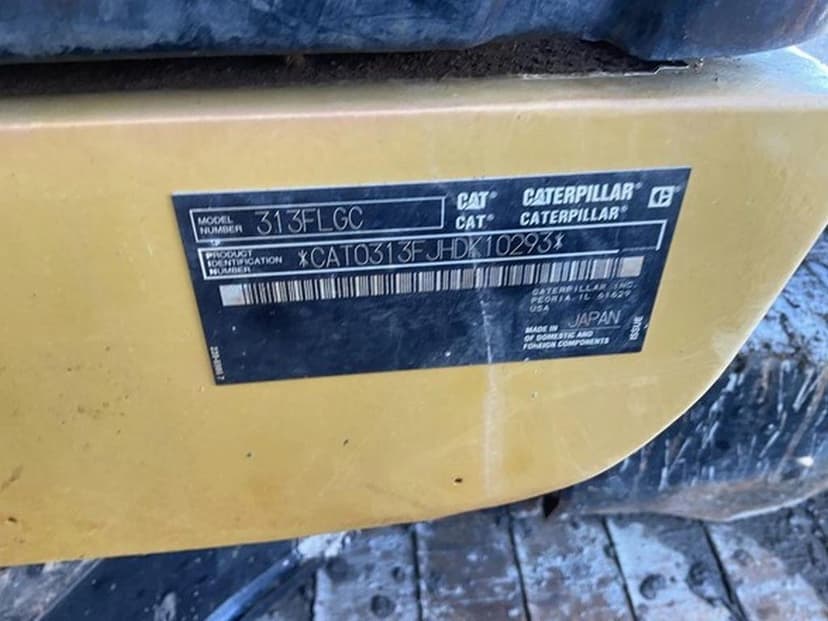 MODEL NUMBER 313FLGC
CAT® CATERPILLAR®
CAT® CATERPILLAR®
PRODUCT IDENTIFICATION NUMBER *CAT0313FJHDK10293*
CATERPILLAR INC.
PEORIA, IL 61629
USA
MADE IN JAPAN
OF DOMESTIC AND
FOREIGN COMPONENTS
ISSUE